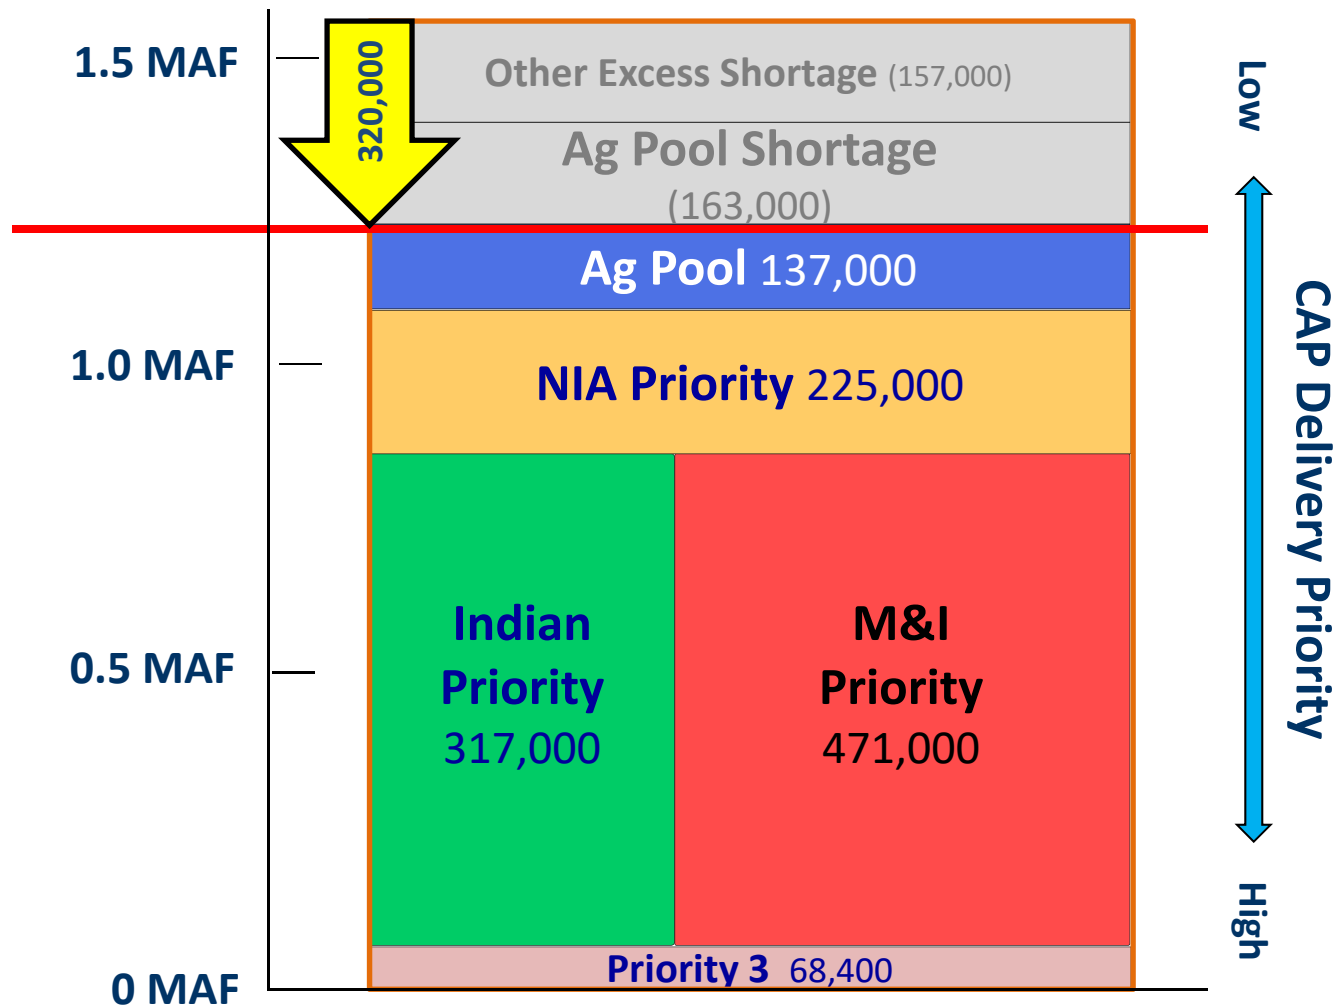 1.5 MAF
320,000
Other Excess Shortage (157,000)
Ag Pool Shortage
(163,000)
Ag Pool 137,000
1.0 MAF
NIA Priority 225,000
0.5 MAF
Indian
Priority
317,000
M&I
Priority
471,000
Priority 3 68,400
0 MAF
Low
CAP Delivery Priority
High